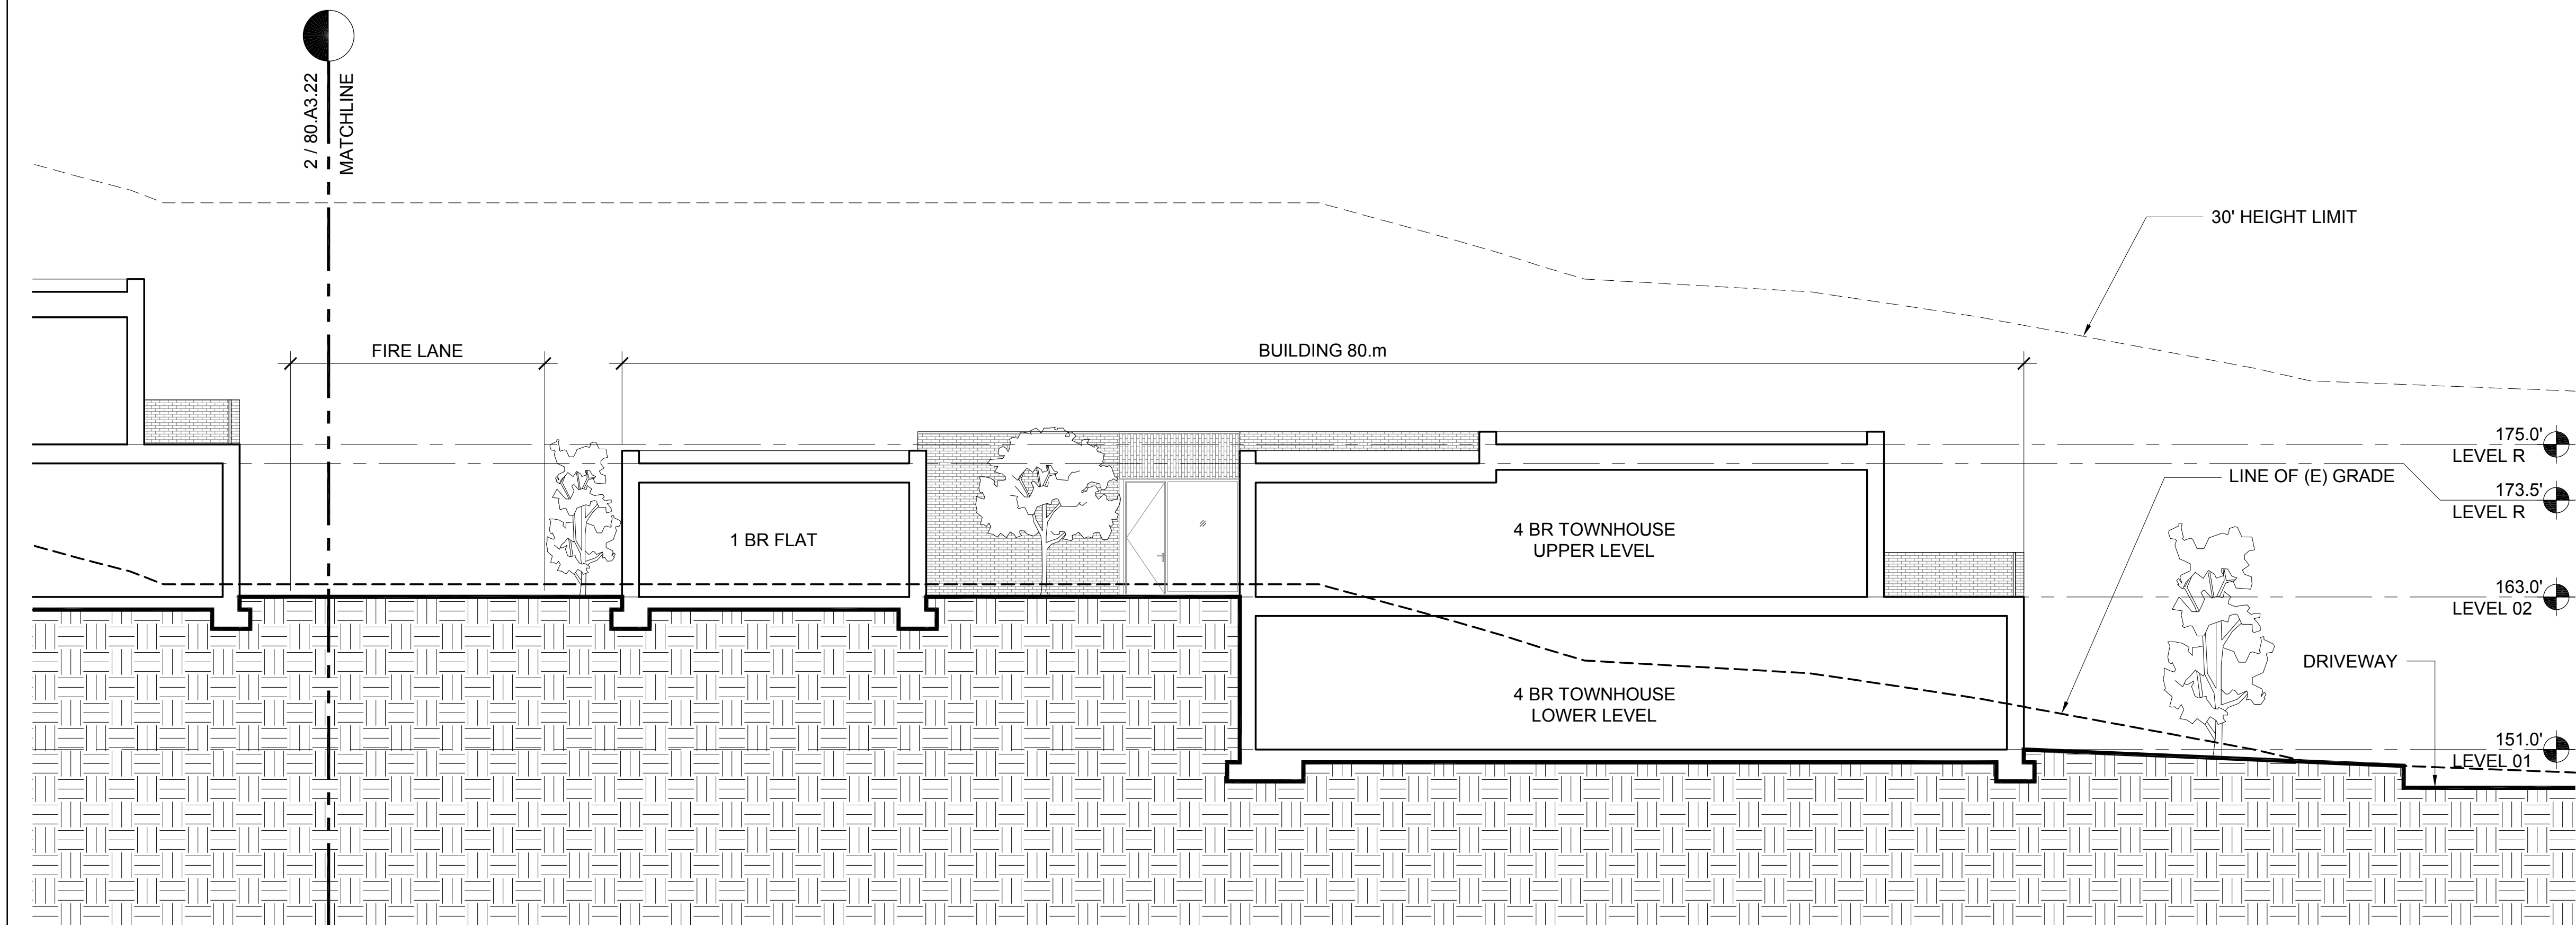 2 / 80.A3.22
MATCHLINE
30' HEIGHT LIMIT
FIRE LANE
BUILDING 80.m
175.0'
LEVEL R
LINE OF (E) GRADE
173.5'
LEVEL R
1 BR FLAT
4 BR TOWNHOUSE
UPPER LEVEL
163.0'
LEVEL 02
DRIVEWAY
4 BR TOWNHOUSE
LOWER LEVEL
151.0'
LEVEL 01